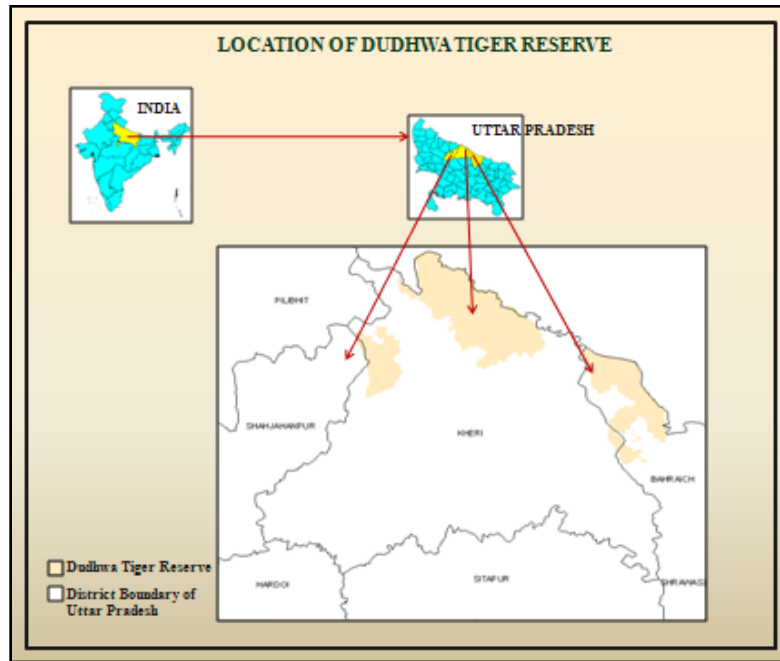 LOCATION OF DUDHWA TIGER RESERVE
INDIA
UTTAR PRADESH
PILIBHIT
SHAHJAHANPUR
KHERI
BAHRAICH
HARDOI
SITAPUR
SHRAWAS
Dudhwa Tiger Reserve
District Boundary of
Uttar Pradesh